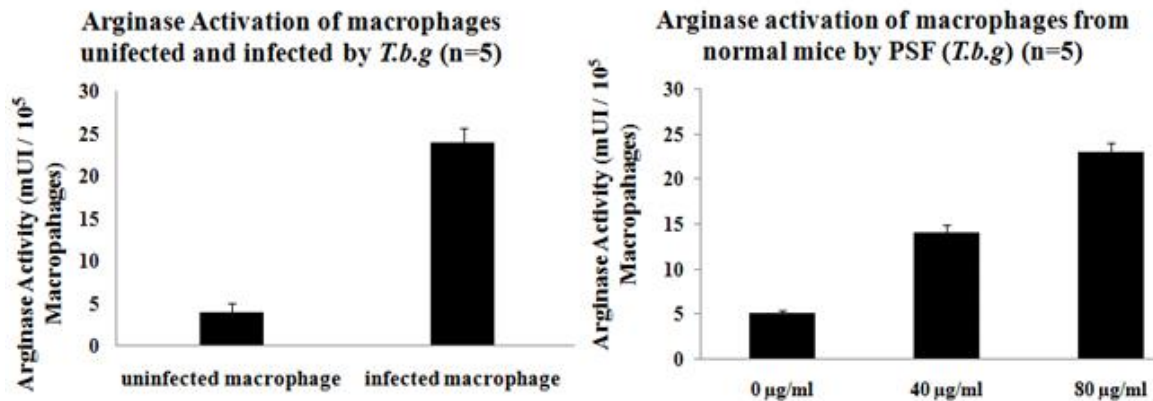 Arginase Activation of macrophages
unifected and infected by T.b.g (n=5)
Arginase Activity (mUI / 10⁵
Macropahages)
30
25
20
15
10
5
0
uninfected macrophage
infected macrophage
Arginase activation of macrophages from
normal mice by PSF (T.b.g) (n=5)
Arginase Activity (mUI / 10⁵
Macropahages)
30
25
20
15
10
5
0
0 µg/ml
40 µg/ml
80 µg/ml